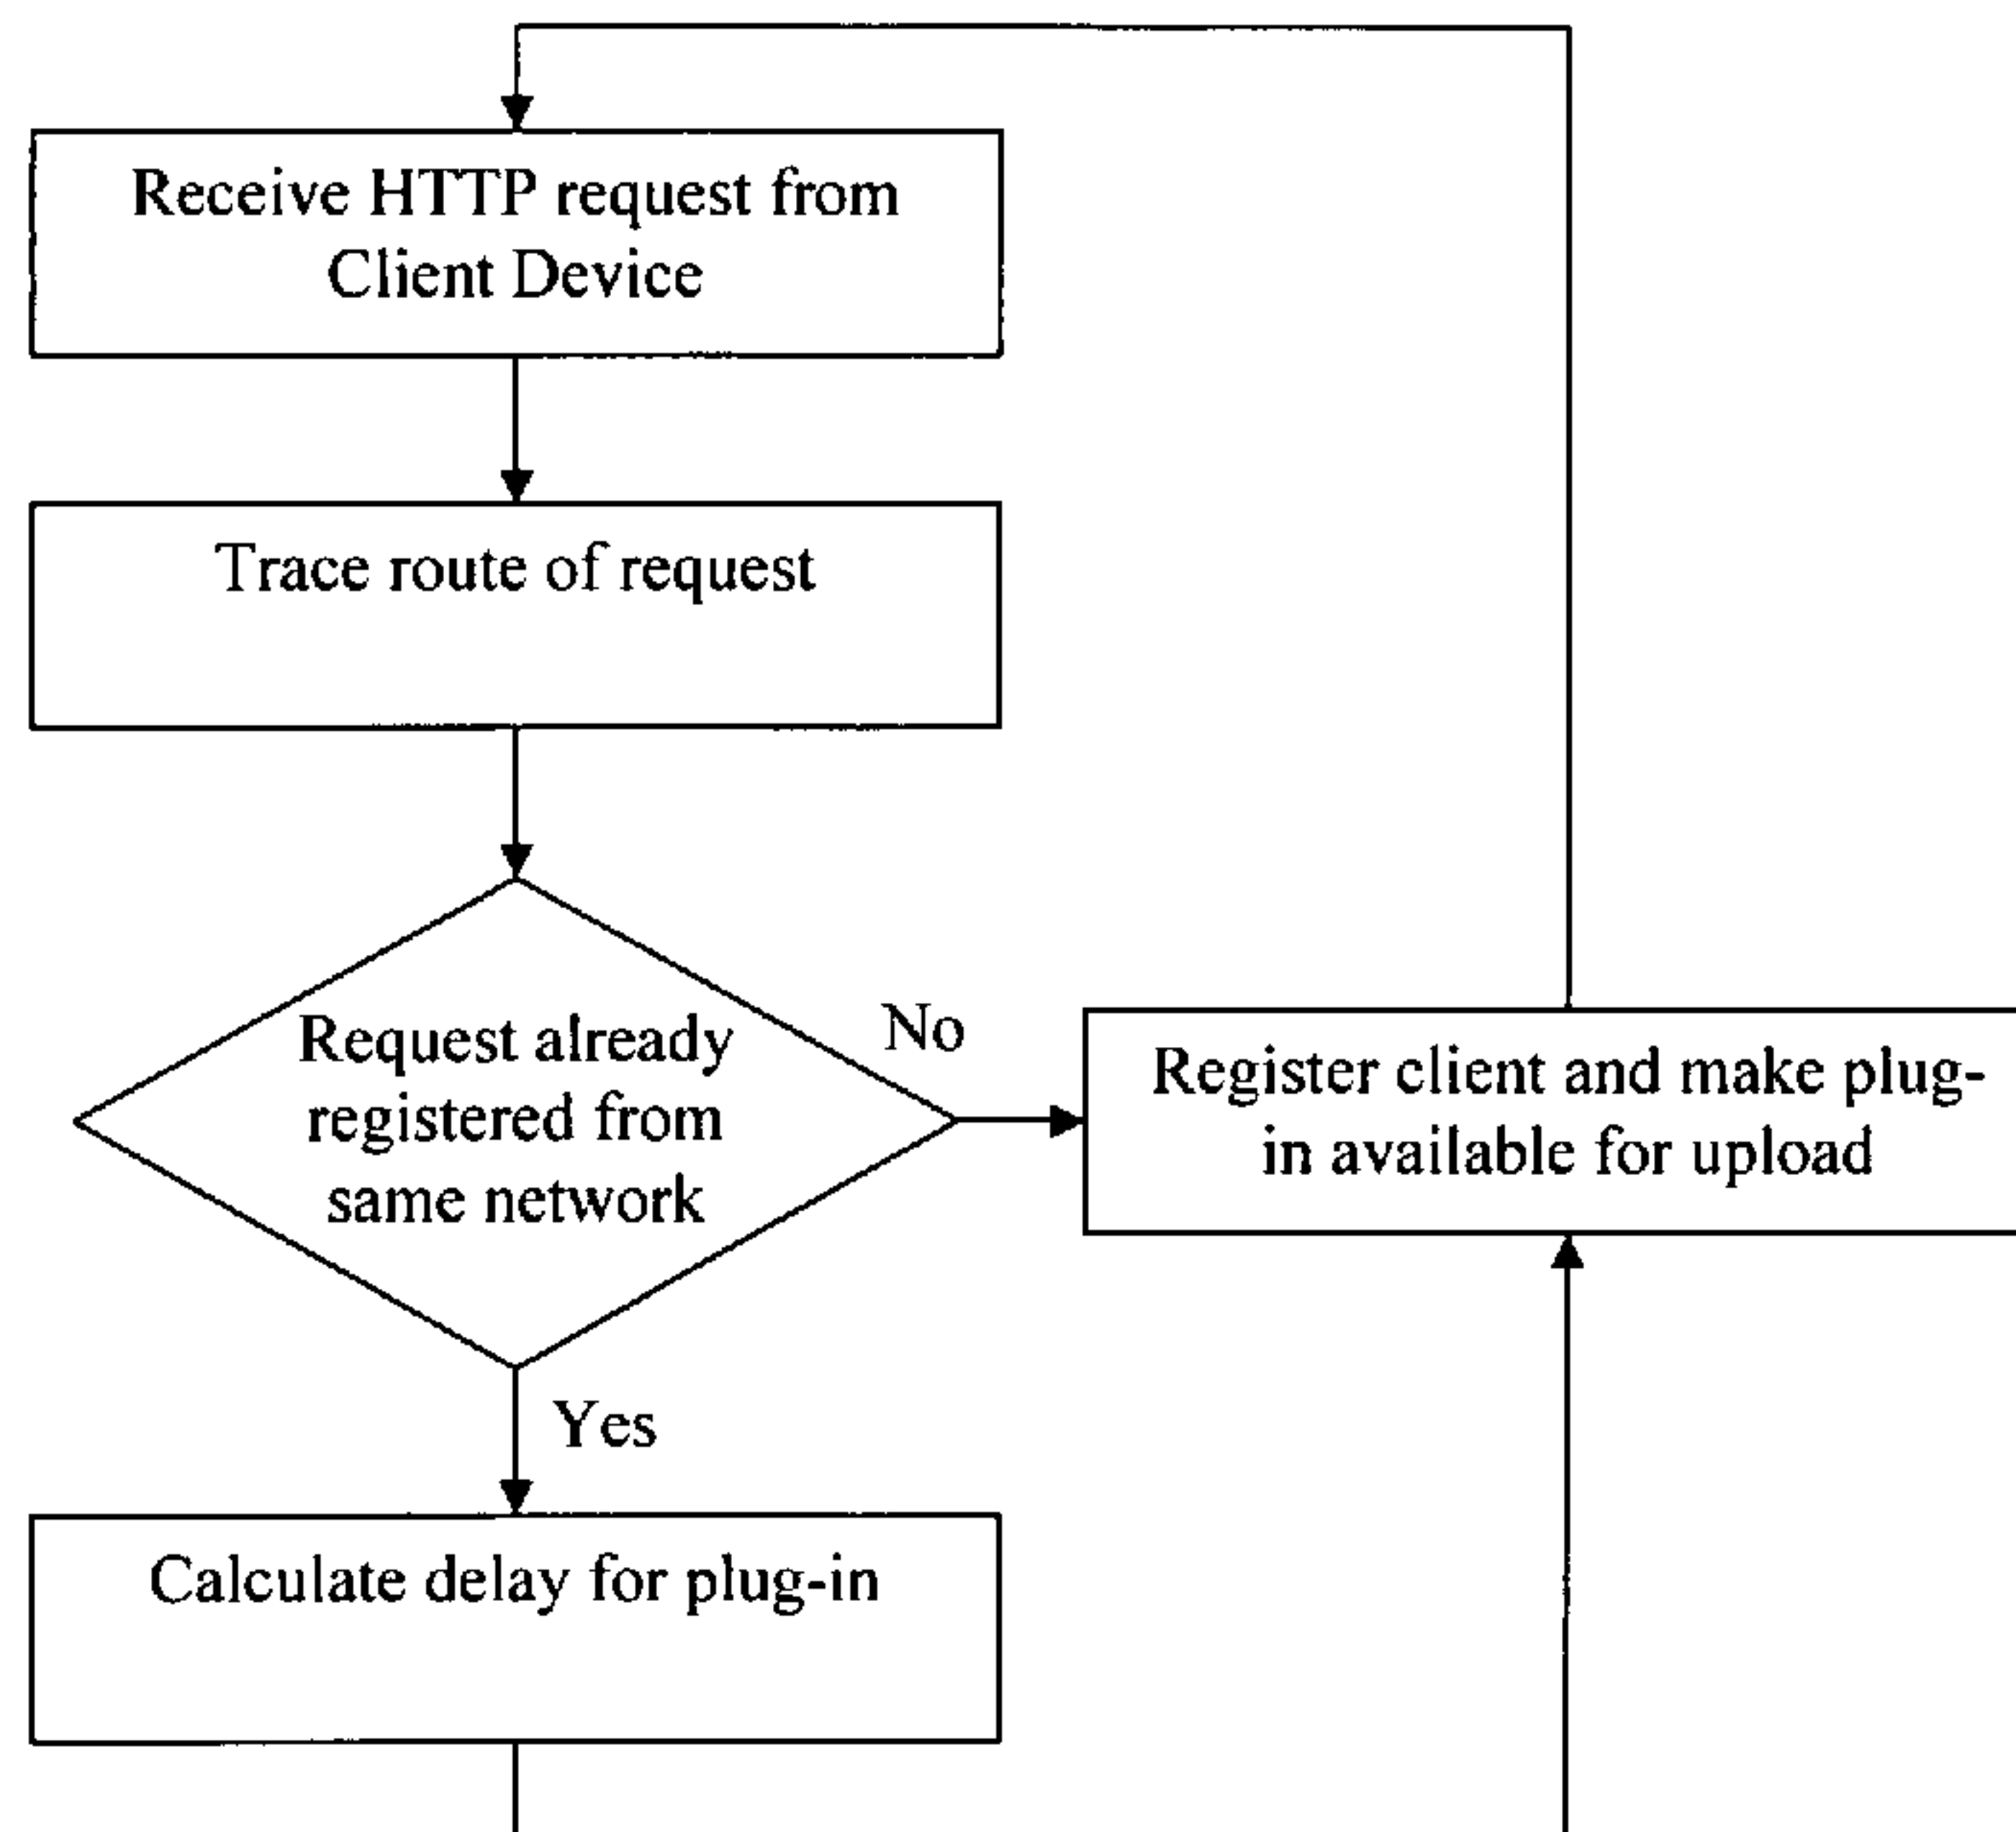 Receive HTTP request from
Client Device
Trace route of request
Request already
registered from
same network
No
Register client and make plug-
in available for upload
Yes
Calculate delay for plug-in